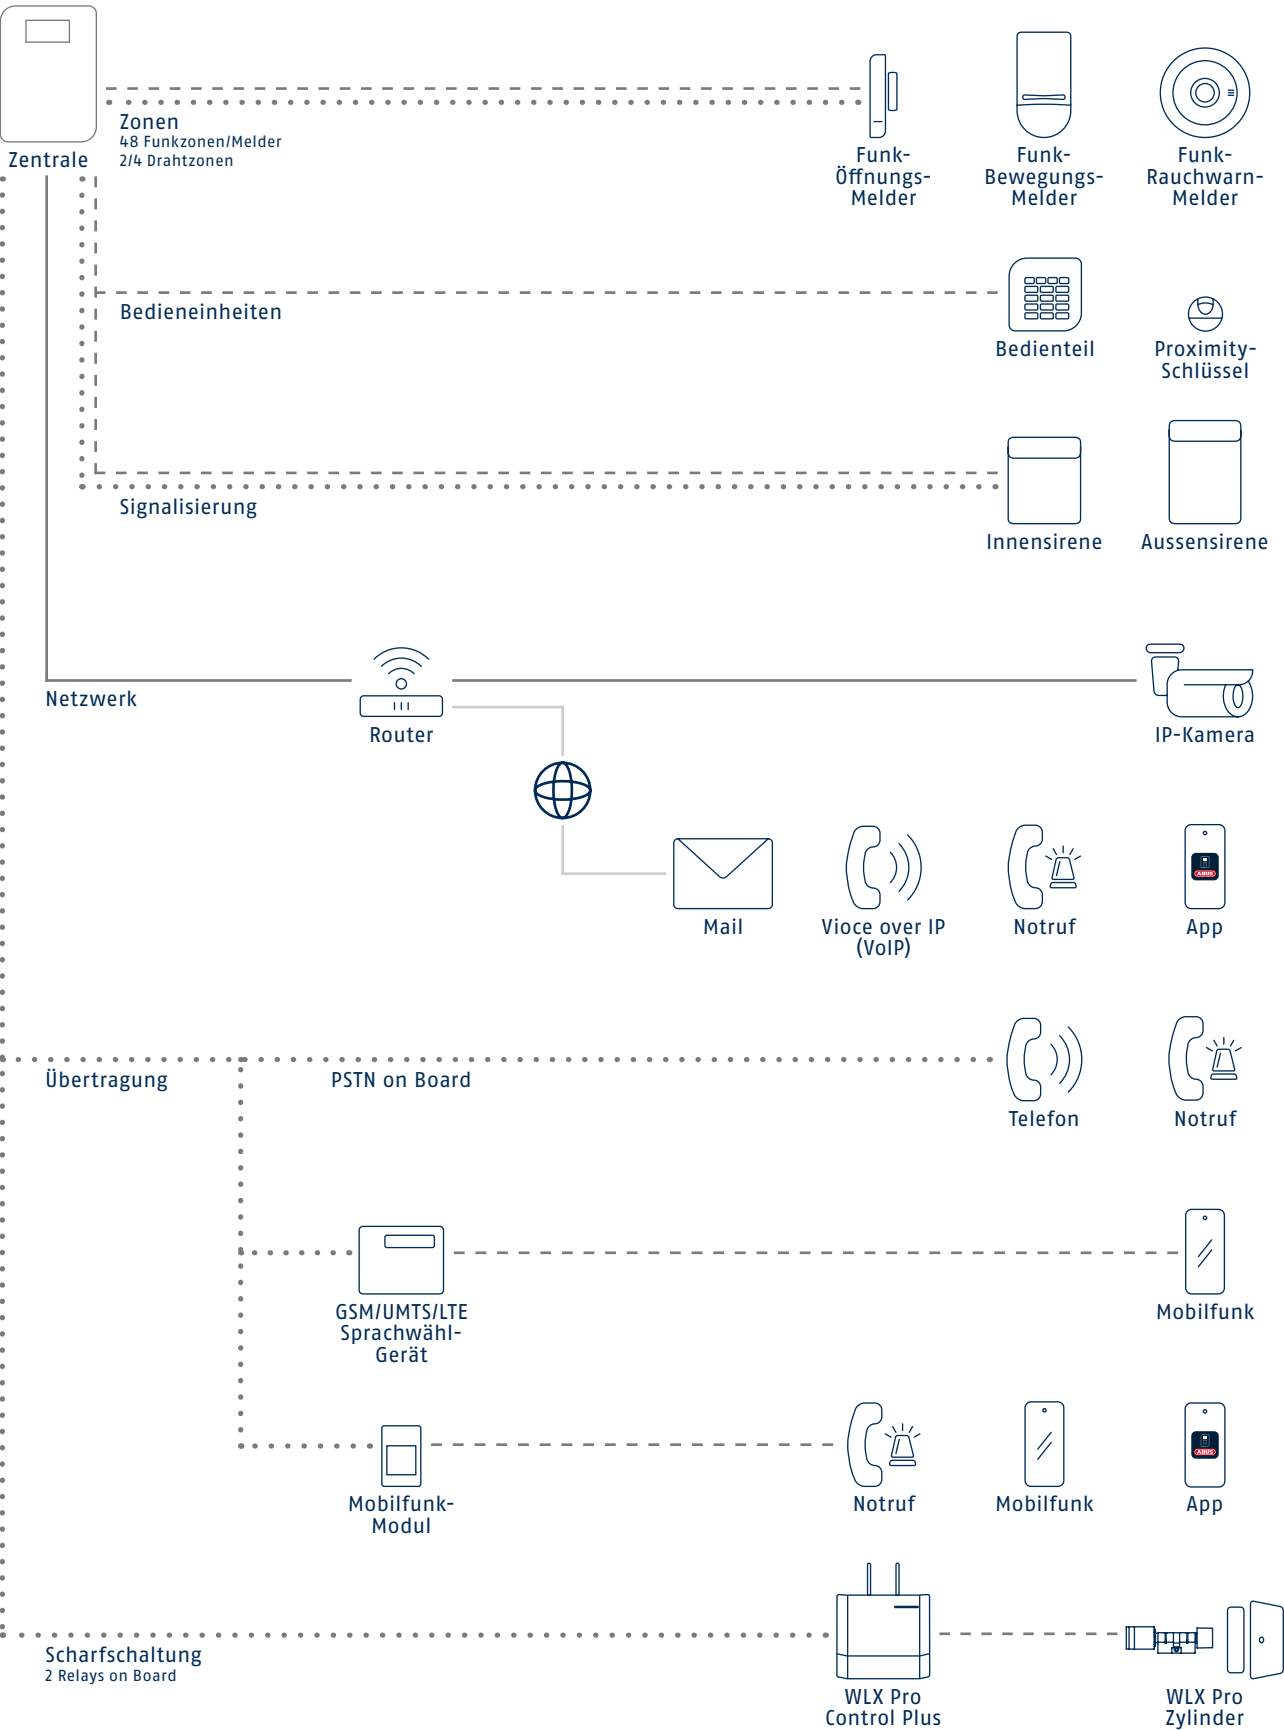 Zentrale
Zonen
48 Funkzonen/Melder
2/4 Drahtzonen
Funk-
Öffnungs-
Melder
Funk-
Bewegungs-
Melder
Funk-
Rauchwarn-
Melder
Bedieneinheiten
Bedienteil
Proximity-
Schlüssel
Signalisierung
Innensirene
Aussensirene
Netzwerk
Router
IP-Kamera
Mail
Vioce over IP
(VoIP)
Notruf
ABUS
App
Übertragung
PSTN on Board
Telefon
Notruf
GSM/UMTS/LTE
Sprachwähl-
Gerät
Mobilfunk
Mobilfunk-
Modul
Notruf
Mobilfunk
ABUS
App
Scharfschaltung
2 Relays on Board
WLX Pro
Control Plus
WLX Pro
Zylinder